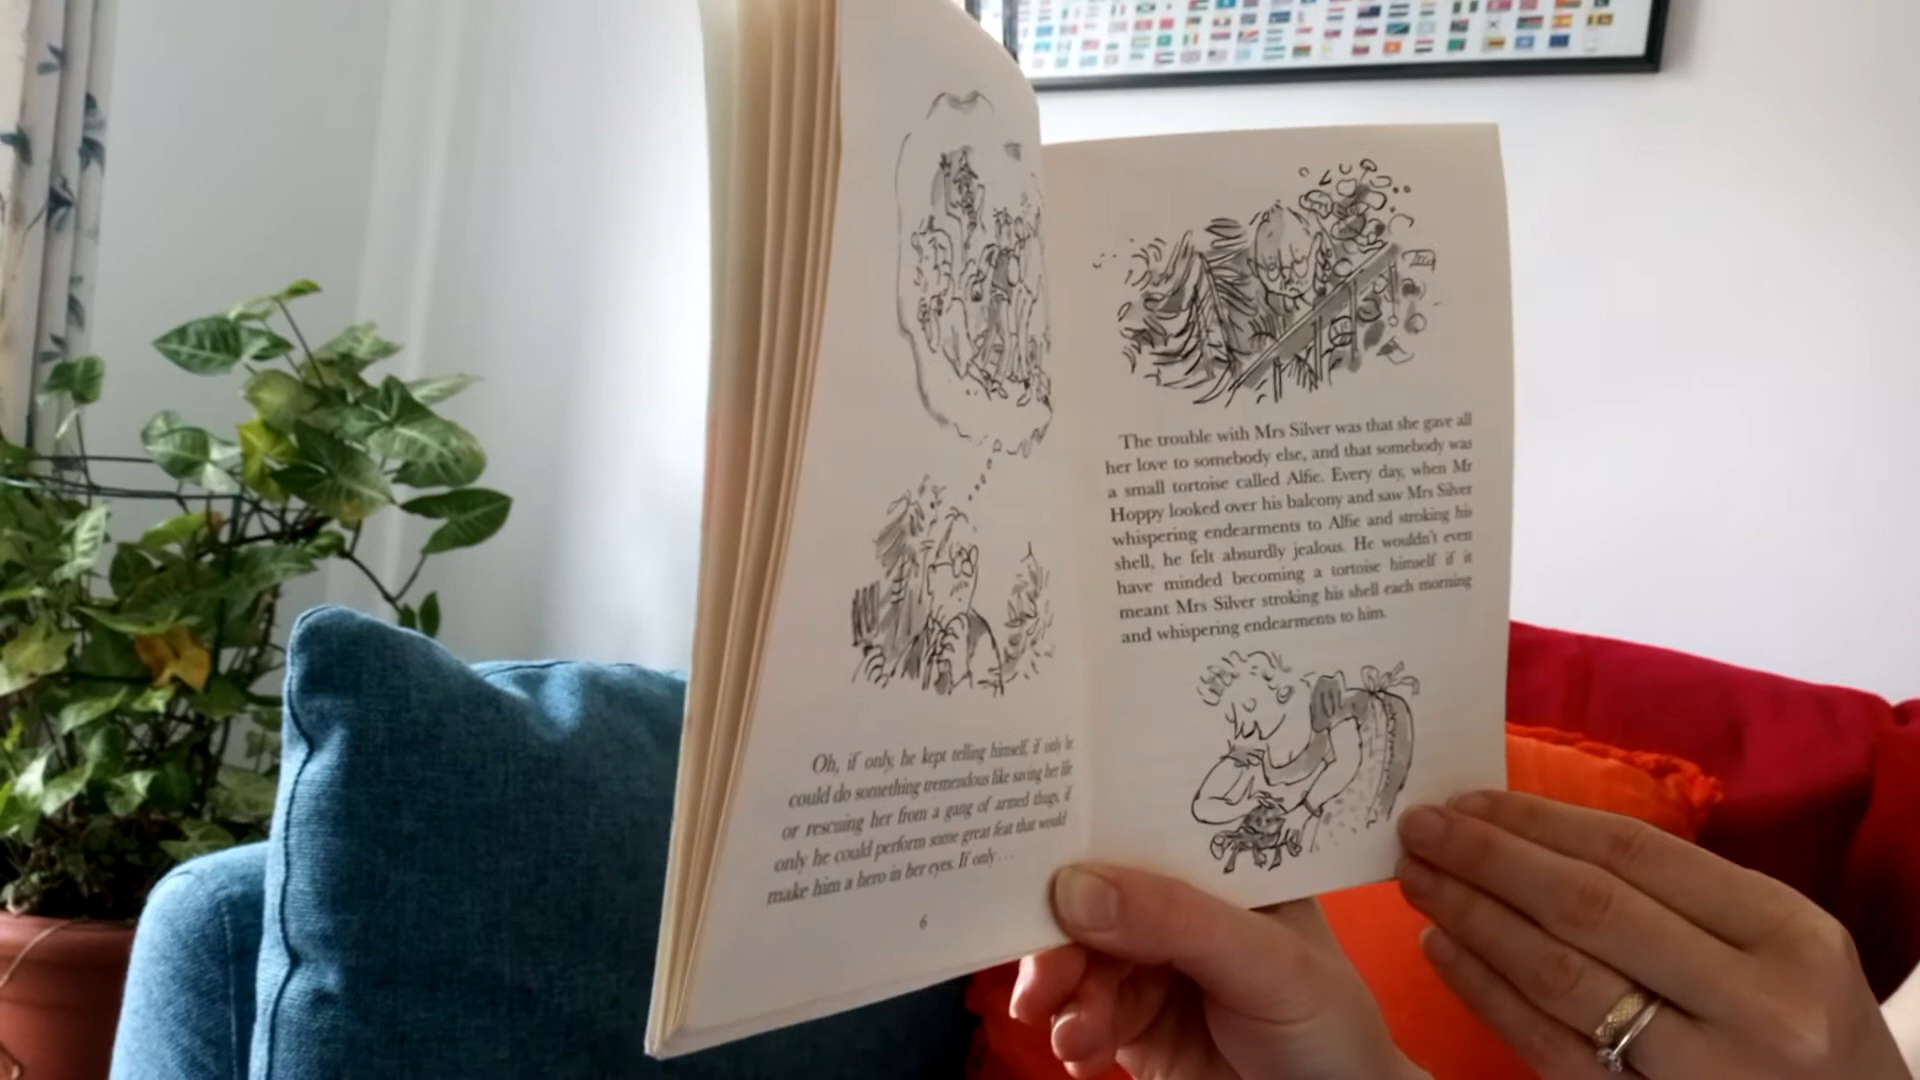 Oh, if only, he kept telling himself, if only he
could do something tremendous like saving her life
or rescuing her from a gang of armed thugs, if
only he could perform some great feat that would
make him a hero in her eyes. If only . . .
6
The trouble with Mrs Silver was that she gave all
her love to somebody else, and that somebody was
a small tortoise called Alfie. Every day, when Mr
Hoppy looked over his balcony and saw Mrs Silver
whispering endearments to Alfie and stroking his
shell, he felt absurdly jealous. He wouldn't even
have minded becoming a tortoise himself if it
meant Mrs Silver stroking his shell each morning
and whispering endearments to him.